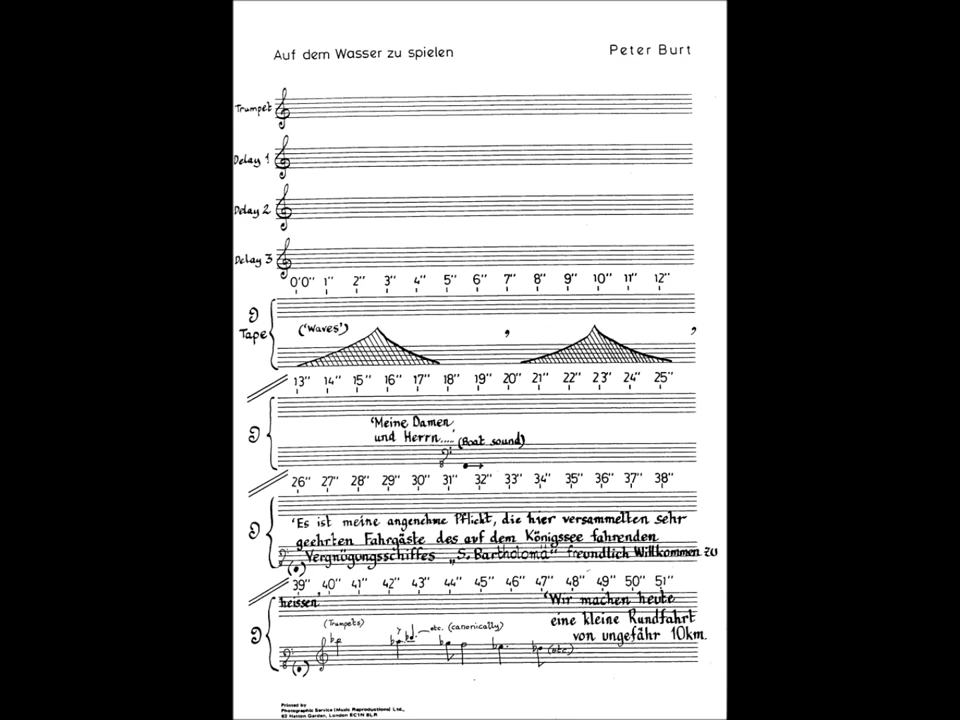 Auf dem Wasser zu spielen
Peter Burt
Trumpet
Delay 1
Delay 2
Delay 3
0'0" 1" 2" 3" 4" 5" 6" 7" 8" 9" 10" 11" 12"
Tape
('Waves')
13" 14" 15" 16" 17" 18" 19" 20" 21" 22" 23" 24" 25"
'Meine Damen
und Herrn.....' (Boat sound)
26" 27" 28" 29" 30" 31" 32" 33" 34" 35" 36" 37" 38"
'Es ist meine angenehme Pflicht, die hier versammelten sehr
geehrten Fahrgäste des auf dem Königssee fahrenden
Vergnügungsschiffes „S. Bartholomä" freundlich Willkommen zu
39" 40" 41" 42" 43" 44" 45" 46" 47" 48" 49" 50" 51"
heissen.
'Wir machen heute
eine kleine Rundfahrt
von ungefähr 10km.
(Trumpets)
etc. (canonically)
(etc)
Printed by
Photographic Service (Music Reproductions) Ltd.,
92 Hatton Garden, London EC1N 8LR